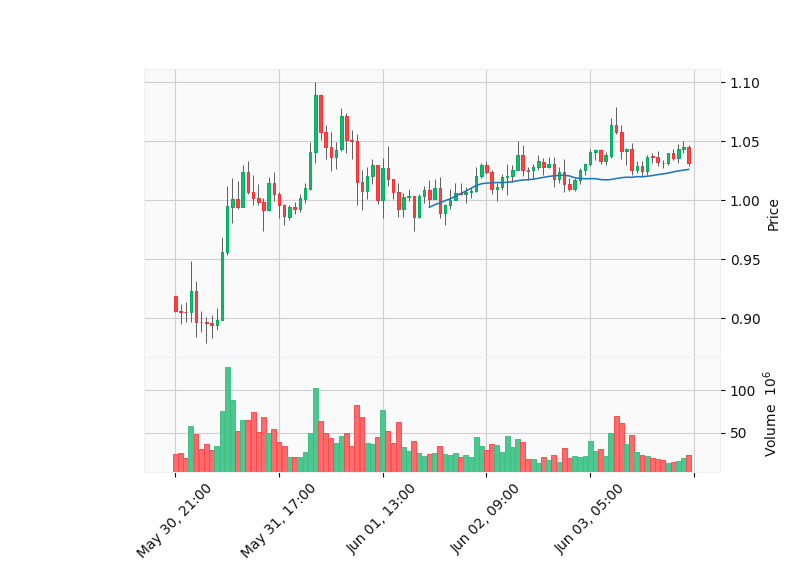 1.10
1.05
1.00
0.95
0.90
Price
100
50
Volume 10^6
May 30, 21:00
May 31, 17:00
Jun 01, 13:00
Jun 02, 09:00
Jun 03, 05:00